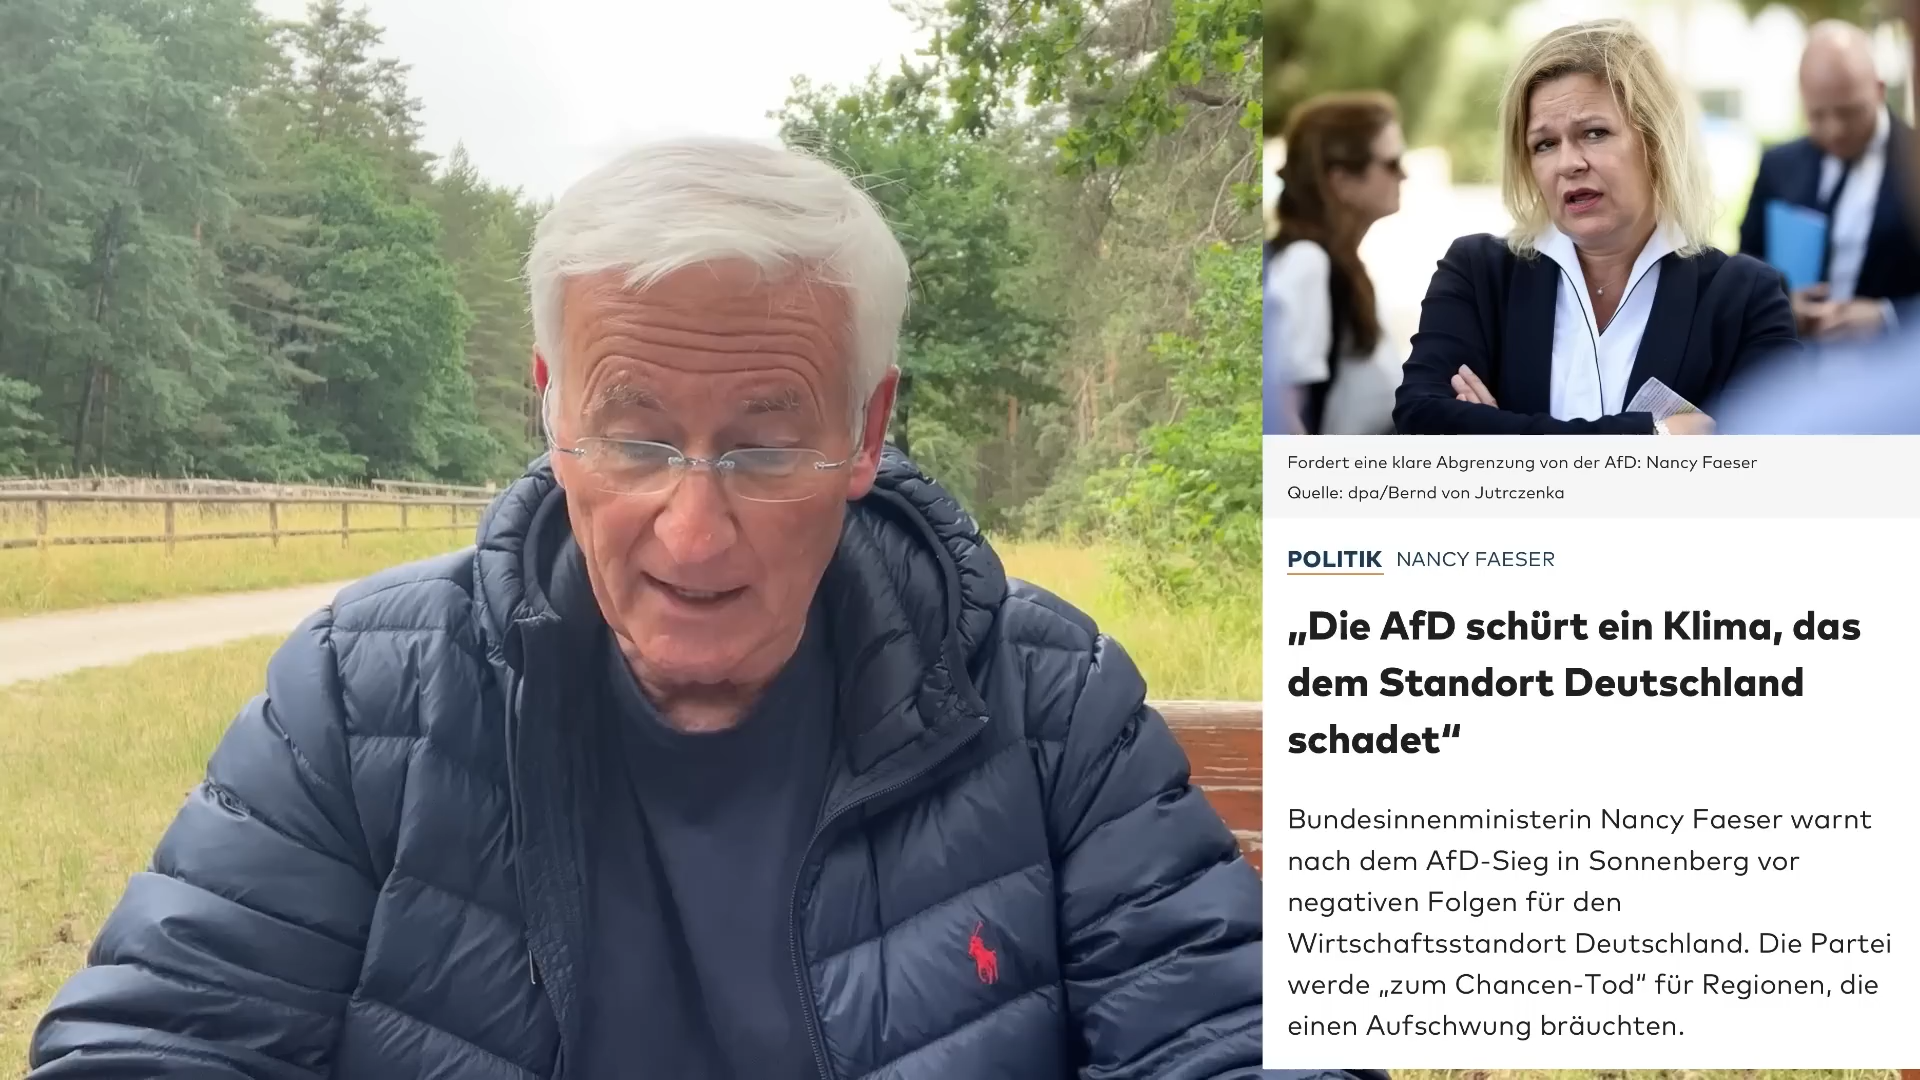 Fordert eine klare Abgrenzung von der AfD: Nancy Faeser
Quelle: dpa/Bernd von Jutrczenka
POLITIK NANCY FAESER
„Die AfD schürt ein Klima, das
dem Standort Deutschland
schadet“
Bundesinnenministerin Nancy Faeser warnt
nach dem AfD-Sieg in Sonnenberg vor
negativen Folgen für den
Wirtschaftsstandort Deutschland. Die Partei
werde „zum Chancen-Tod“ für Regionen, die
einen Aufschwung bräuchten.